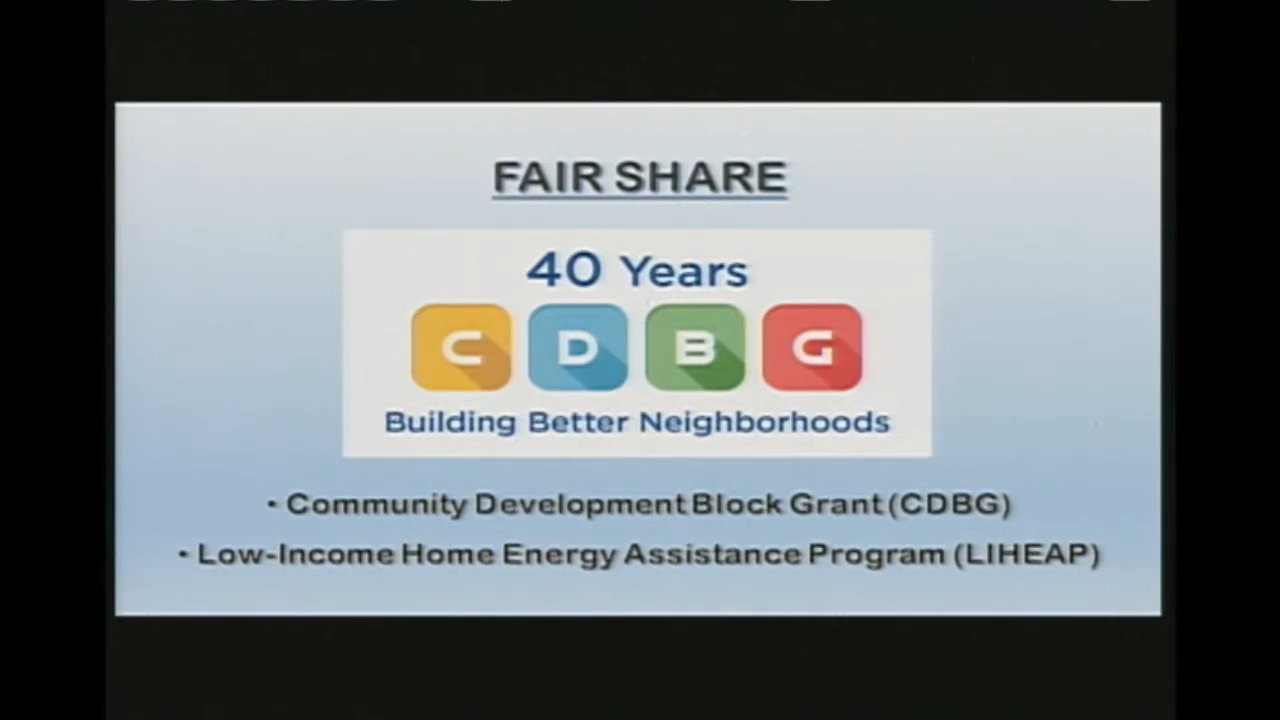 FAIR SHARE
40 Years
C D B G
Building Better Neighborhoods
• Community Development Block Grant (CDBG)
• Low-Income Home Energy Assistance Program (LIHEAP)